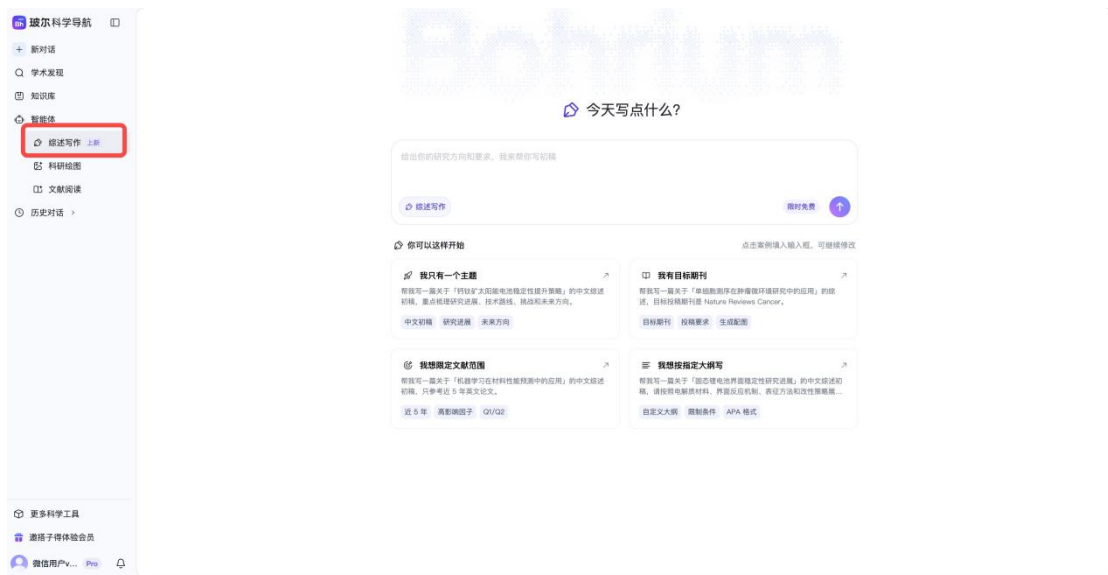 Bohrium
Bh 玻尔科学导航
新对话
学术发现
知识库
智能体
综述写作 上新
科研绘图
文献阅读
历史对话 >
今天写点什么?
给出你的研究方向和要求,我来帮你写初稿
综述写作
限时免费
你可以这样开始
点击案例填入输入框,可继续修改
我只有一个主题
帮我写一篇关于「钙钛矿太阳能电池稳定性提升策略」的中文综述
初稿,重点梳理研究进展、技术路线、挑战和未来方向。
中文初稿 研究进展 未来方向
我有目标期刊
帮我写一篇关于「单细胞测序在肿瘤微环境研究中的应用」的综
述,目标投稿期刊是 Nature Reviews Cancer。
目标期刊 投稿要求 生成配图
我想限定文献范围
帮我写一篇关于「机器学习在材料性能预测中的应用」的中文综述
初稿,只参考近 5 年英文论文。
近 5 年 高影响因子 Q1/Q2
我想按指定大纲写
帮我写一篇关于「固态锂电池界面稳定性研究进展」的中文综述初
稿,请按照电解质材料、界面反应机制、表征方法和改性策略展...
自定义大纲 限制条件 APA 格式
更多科学工具
邀搭子得体验会员
微信用户v... Pro